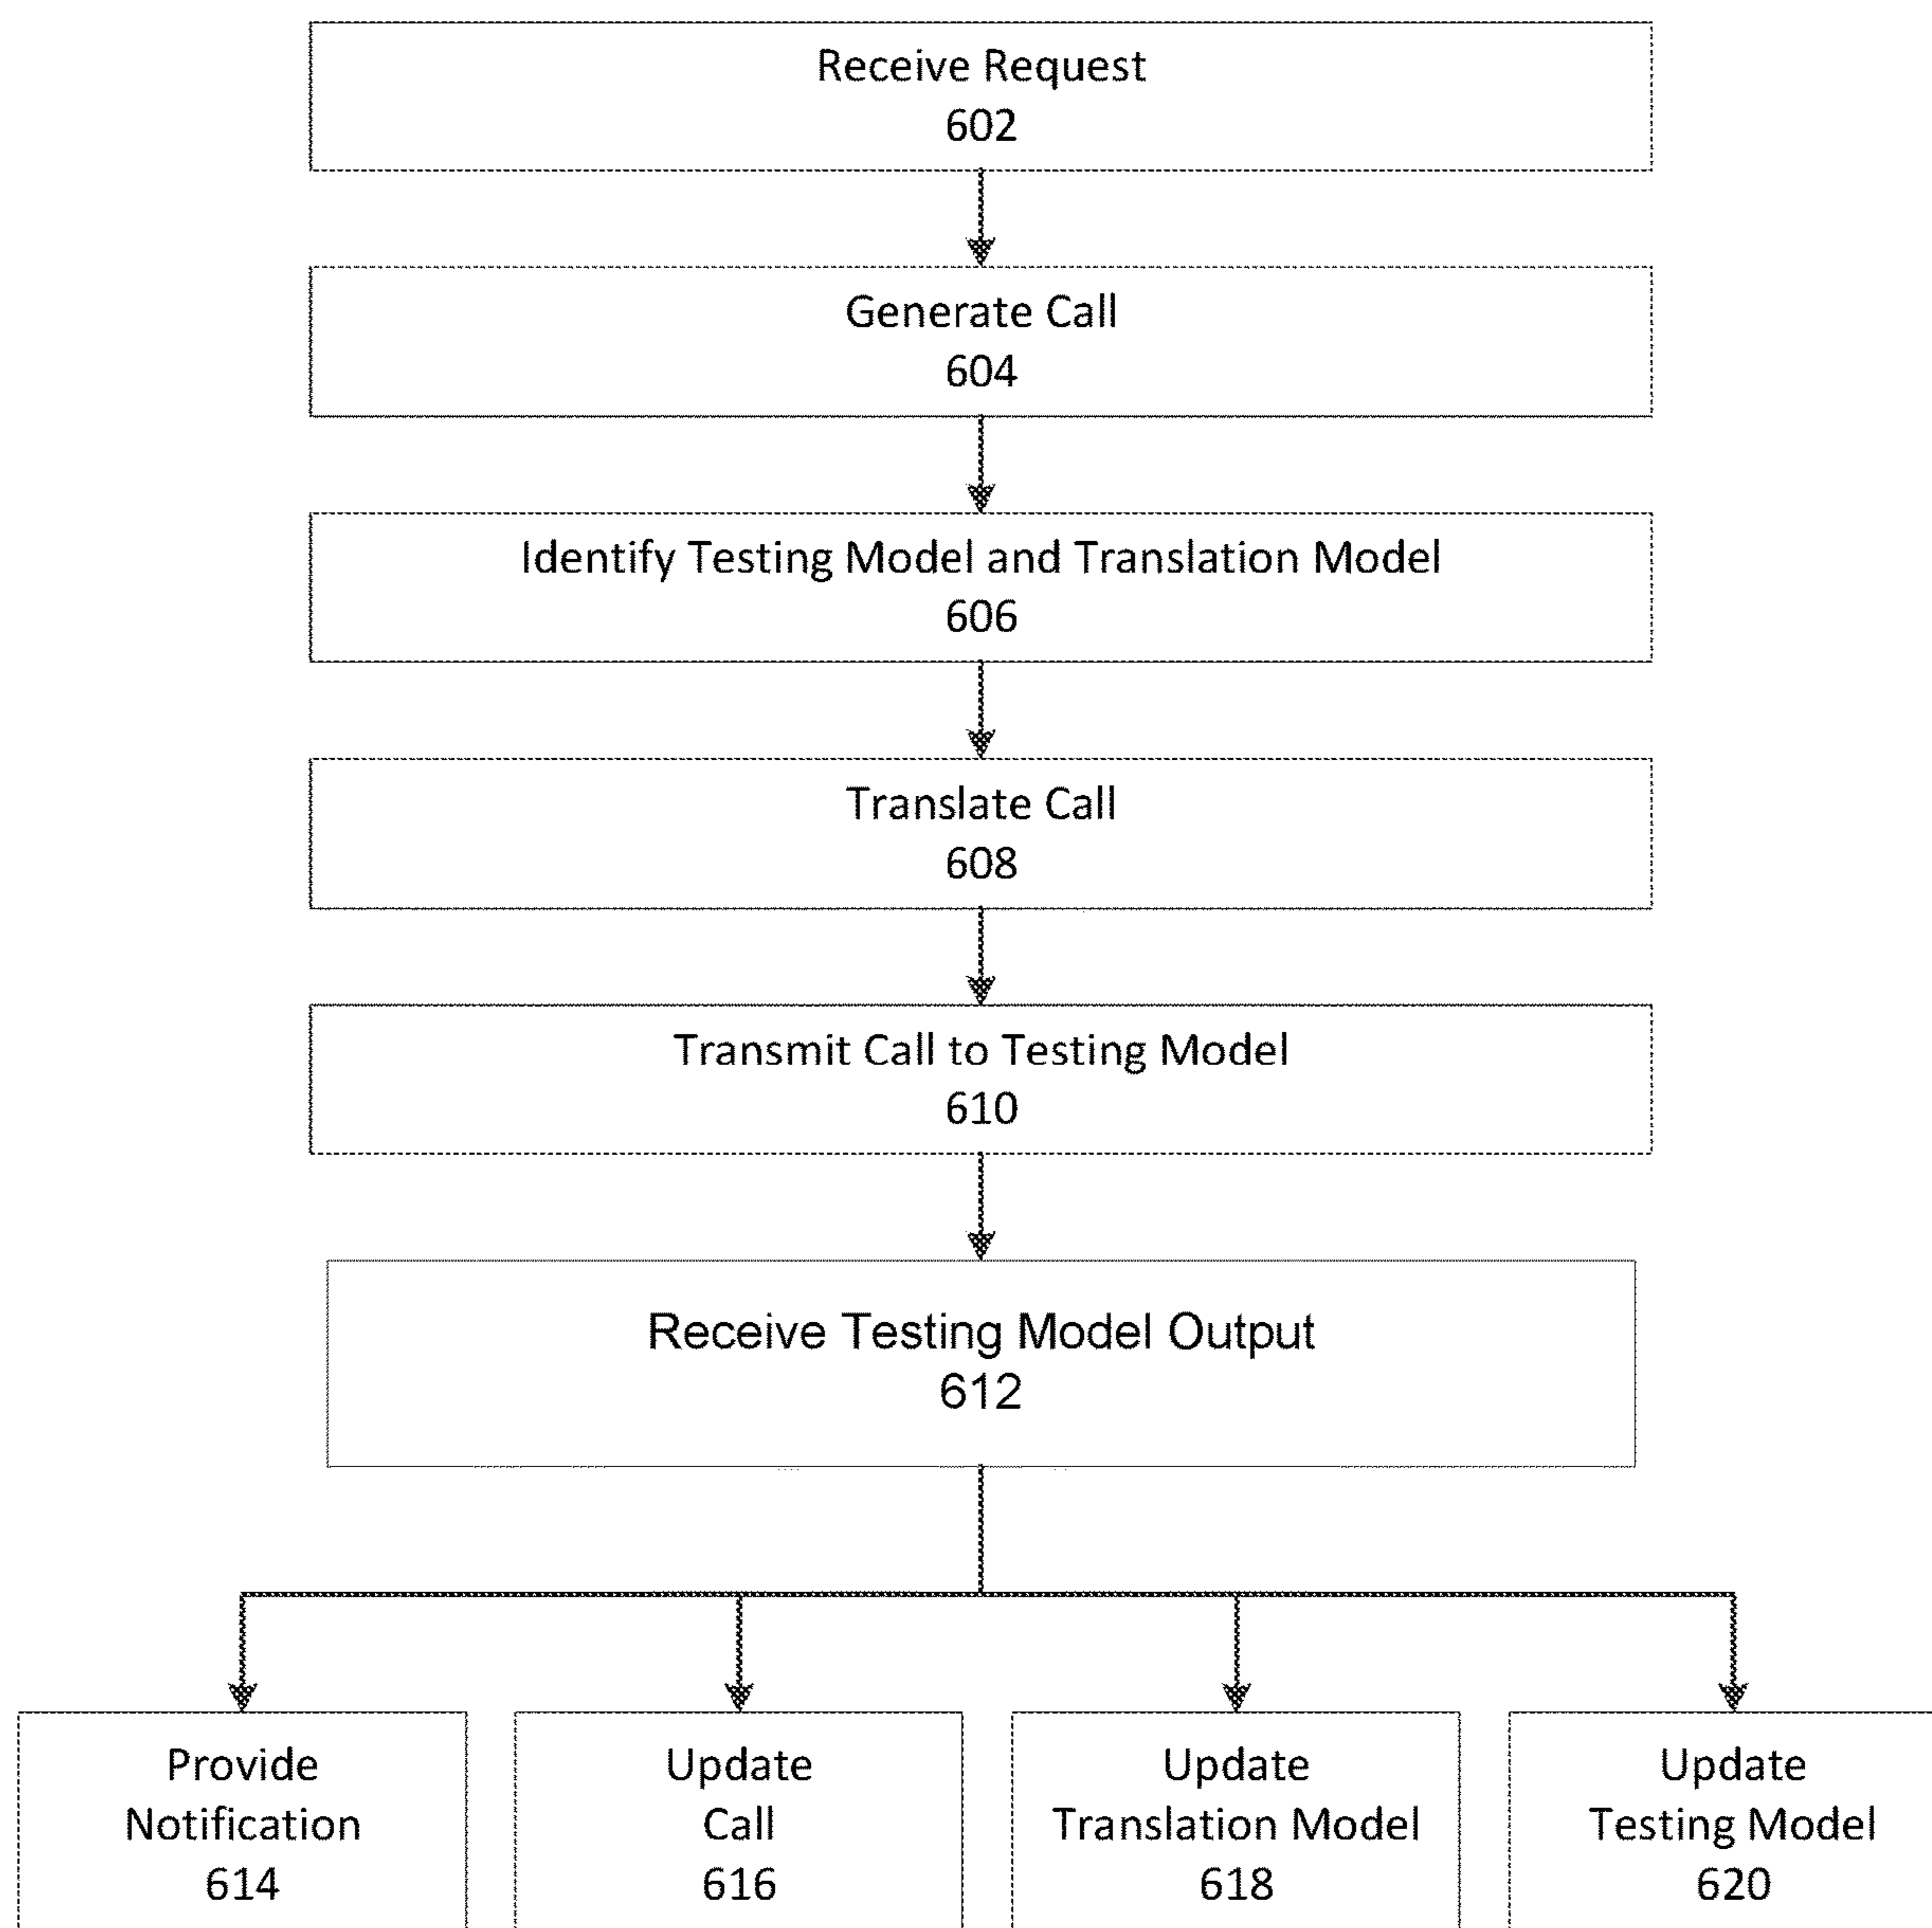 Receive Request
602
Generate Call
604
Identify Testing Model and Translation Model
606
Translate Call
608
Transmit Call to Testing Model
610
Receive Testing Model Output
612
Provide
Notification
614
Update
Call
616
Update
Translation Model
618
Update
Testing Model
620